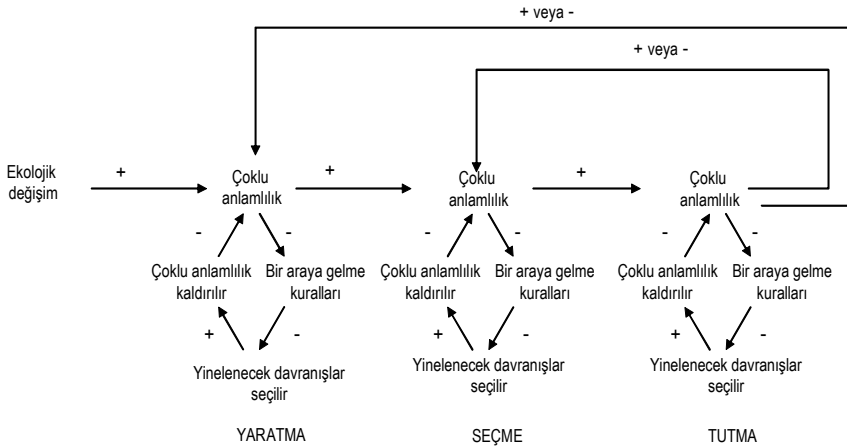 + veya -
+ veya -
Ekolojik
değişim
+
Çoklu
anlamlılık
+
Çoklu
anlamlılık
+
Çoklu
anlamlılık
- -
- -
- -
Çoklu anlamlılık
kaldırılır
Bir araya gelme
kuralları
Çoklu anlamlılık
kaldırılır
Bir araya gelme
kuralları
Çoklu anlamlılık
kaldırılır
Bir araya gelme
kuralları
+ -
+ -
+ -
Yinelenecek davranışlar
seçilir
Yinelenecek davranışlar
seçilir
Yinelenecek davranışlar
seçilir
YARATMA
SEÇME
TUTMA